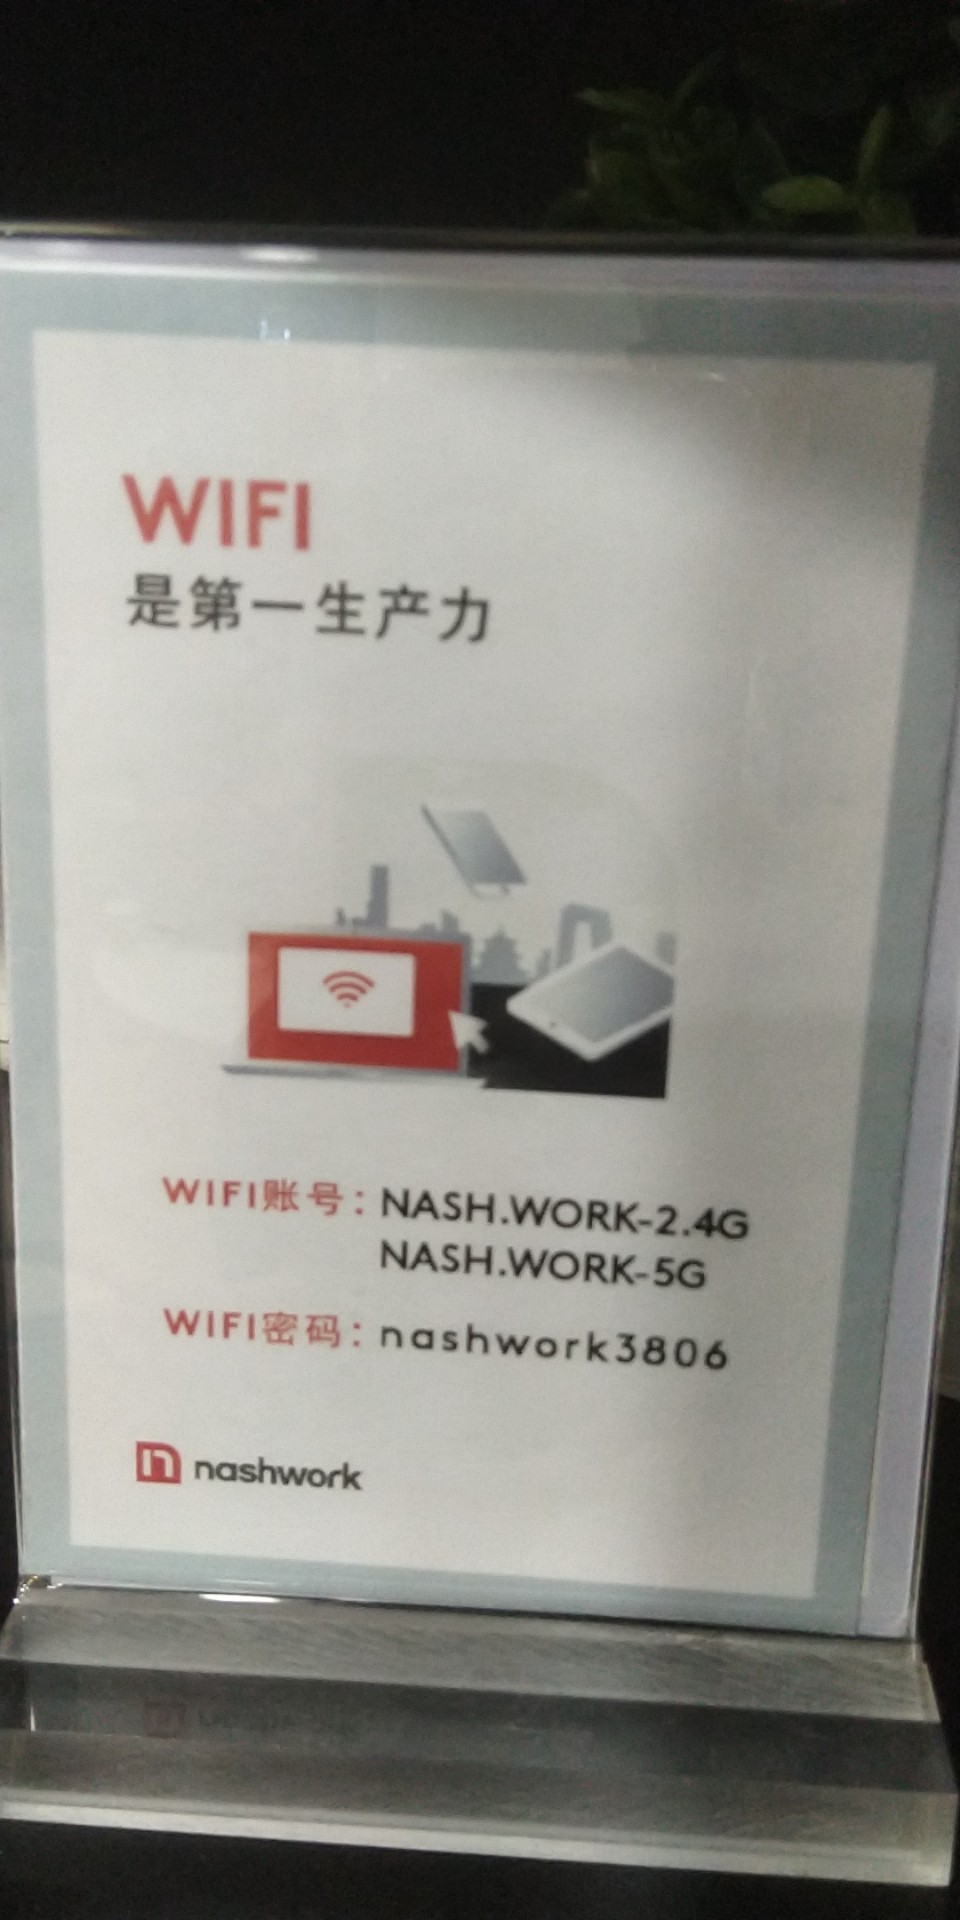 WIFI
是第一生产力
WIFI账号：NASH.WORK-2.4G
NASH.WORK-5G
WIFI密码：nashwork3806
nashwork